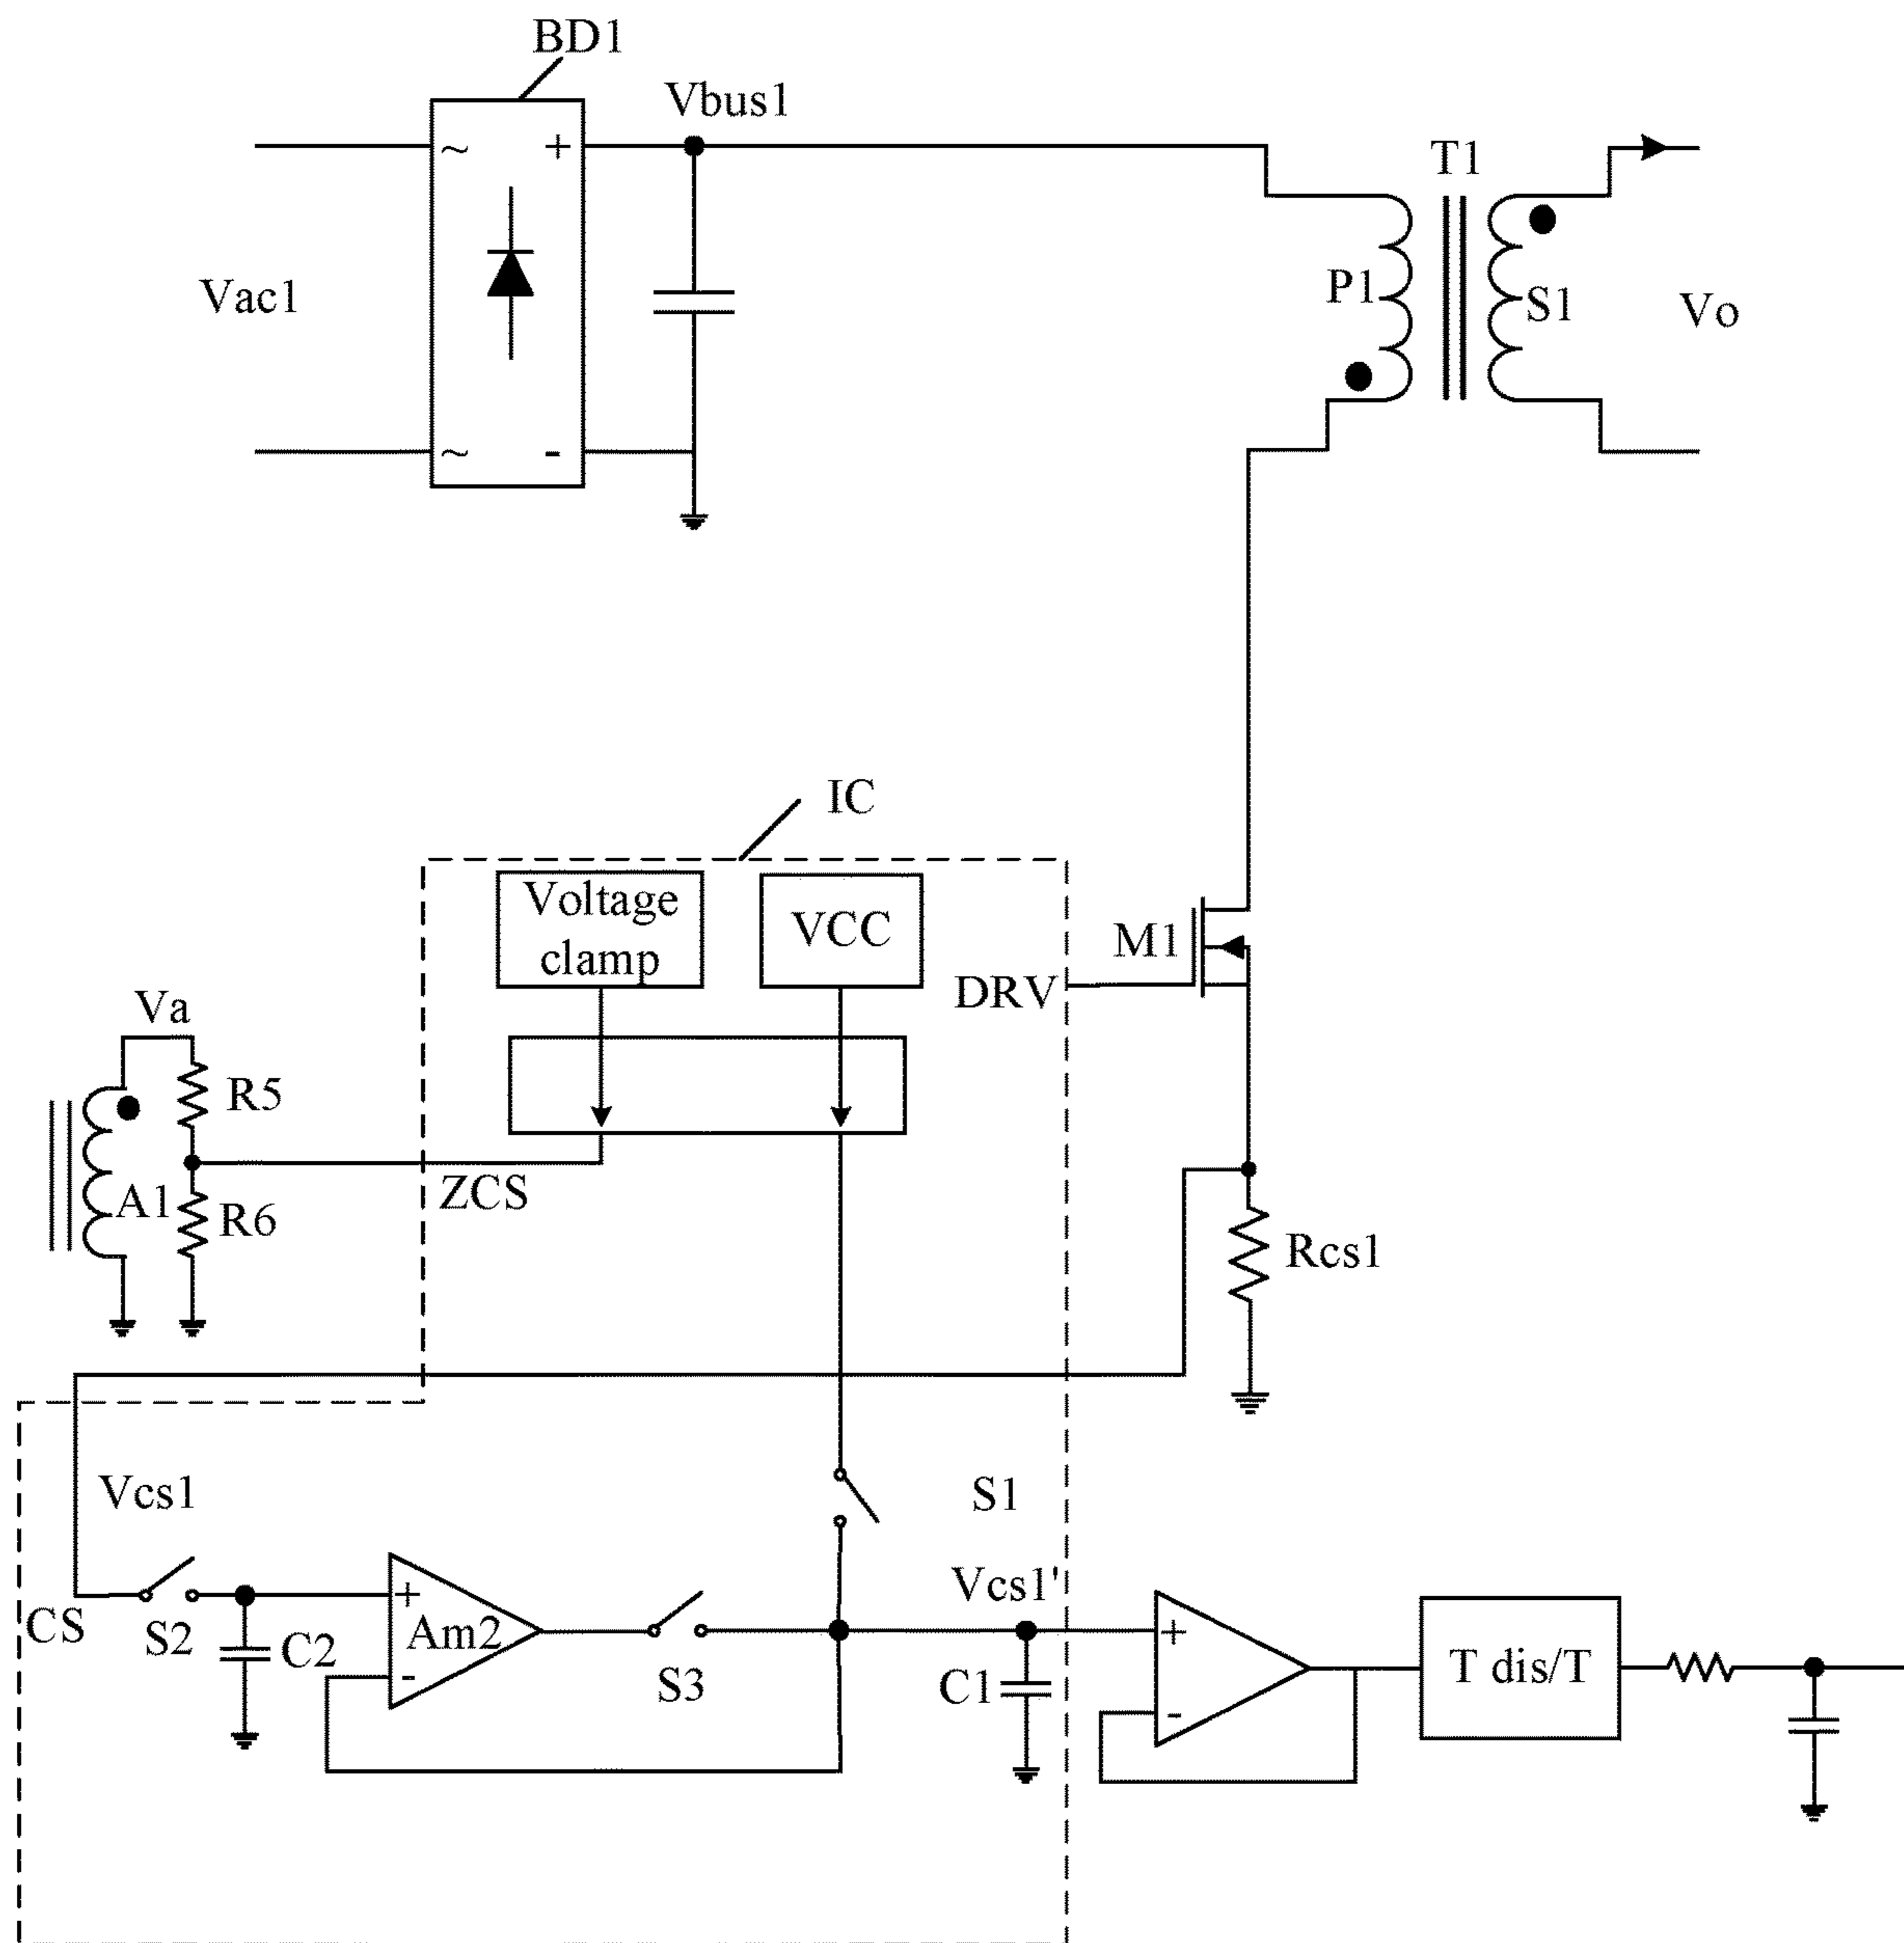 BD1
Vbus1
~ +
T1
Vac1
P1
S1
Vo
~ -
IC
Voltage
clamp
VCC
M1
DRV
Va
R5
ZCS
A1
R6
Rcs1
Vcs1
S1
Vcs1'
CS
S2
C2
+
Am2
-
S3
C1
+
-
T dis/T